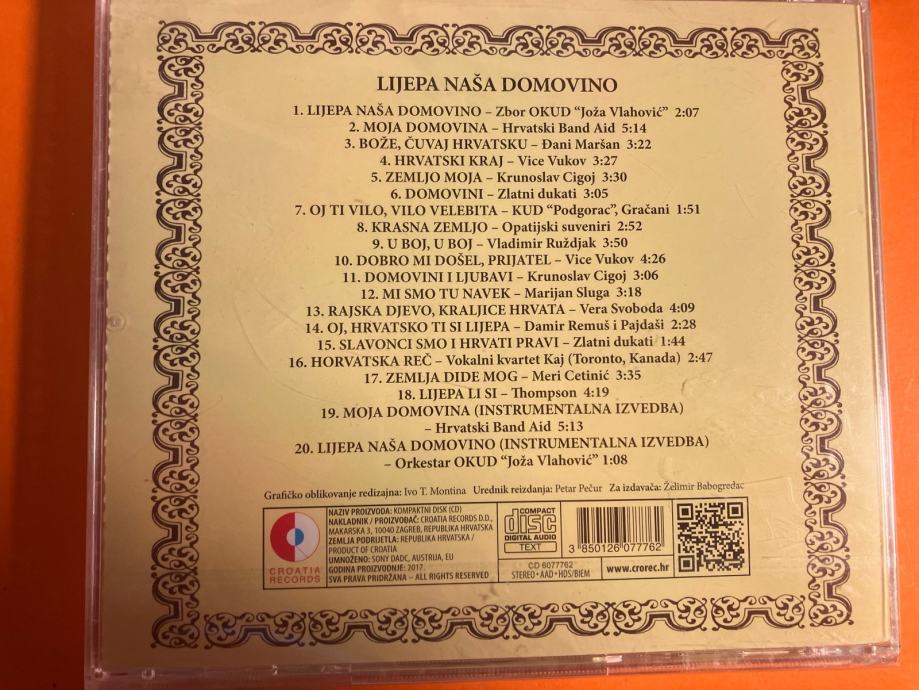 LIJEPA NAŠA DOMOVINO
1. LIJEPA NAŠA DOMOVINO – Zbor OKUD “Joža Vlahović” 2:07
2. MOJA DOMOVINA – Hrvatski Band Aid 5:14
3. BOŽE, ČUVAJ HRVATSKU – Đani Maršan 3:22
4. HRVATSKI KRAJ – Vice Vukov 3:27
5. ZEMLJO MOJA – Krunoslav Cigoj 3:30
6. DOMOVINI – Zlatni dukati 3:05
7. OJ TI VILO, VILO VELEBITA – KUD “Podgorac”, Gračani 1:51
8. KRASNA ZEMLJO – Opatijski suveniri 2:52
9. U BOJ, U BOJ – Vladimir Ruždjak 3:50
10. DOBRO MI DOŠEL, PRIJATEL – Vice Vukov 4:26
11. DOMOVINI I LJUBAVI – Krunoslav Cigoj 3:06
12. MI SMO TU NAVEK – Marijan Sluga 3:18
13. RAJSKA DJEVO, KRALJICE HRVATA – Vera Svoboda 4:09
14. OJ, HRVATSKO TI SI LIJEPA – Damir Remuš i Pajdaši 2:28
15. SLAVONCI SMO I HRVATI PRAVI – Zlatni dukati 1:44
16. HORVATSKA REČ – Vokalni kvartet Kaj (Toronto, Kanada) 2:47
17. ZEMLJA DIDE MOG – Meri Cetinić 3:35
18. LIJEPA LI SI – Thompson 4:19
19. MOJA DOMOVINA (INSTRUMENTALNA IZVEDBA)
– Hrvatski Band Aid 5:13
20. LIJEPA NAŠA DOMOVINO (INSTRUMENTALNA IZVEDBA)
– Orkestar OKUD “Joža Vlahović” 1:08
Grafičko oblikovanje redizajna: Ivo T. Montina Urednik reizdanja: Petar Pečur Za izdavača: Želimir Babogredac
CROATIA
RECORDS
NAZIV PROIZVODA: KOMPAKTNI DISK (CD)
NAKLADNIK / PROIZVOĐAČ: CROATIA RECORDS D.D.,
MAKARSKA 3, 10040 ZAGREB, REPUBLIKA HRVATSKA
ZEMLJA PODRIJETLA: REPUBLIKA HRVATSKA /
PRODUCT OF CROATIA
UMNOŽENO: SONY DADC, AUSTRIJA, EU
GODINA PROIZVODNJE: 2017.
SVA PRAVA PRIDRŽANA – ALL RIGHTS RESERVED
COMPACT
disc
DIGITAL AUDIO
TEXT
3 850126 077762
CD 6077762
STEREO • AAD • HDS/BIEM
www.crorec.hr